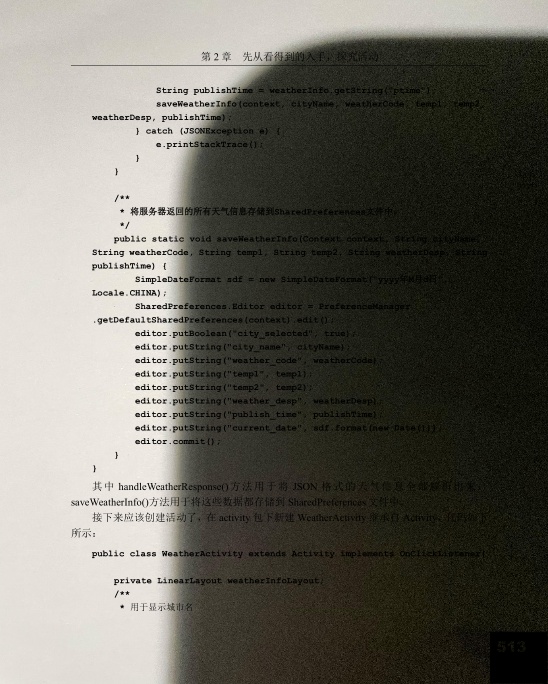 第 2 章 先从看得到的入手，探究活动
String publishTime = weatherInfo.getString("ptime");
saveWeatherInfo(context, cityName, weatherCode, temp1, temp2,
weatherDesp, publishTime);
} catch (JSONException e) {
e.printStackTrace();
}
}
/**
* 将服务器返回的所有天气信息存储到SharedPreferences文件中。
*/
public static void saveWeatherInfo(Context context, String cityName,
String weatherCode, String temp1, String temp2, String weatherDesp, String
publishTime) {
SimpleDateFormat sdf = new SimpleDateFormat("yyyy年M月d日",
Locale.CHINA);
SharedPreferences.Editor editor = PreferenceManager
.getDefaultSharedPreferences(context).edit();
editor.putBoolean("city_selected", true);
editor.putString("city_name", cityName);
editor.putString("weather_code", weatherCode);
editor.putString("temp1", temp1);
editor.putString("temp2", temp2);
editor.putString("weather_desp", weatherDesp);
editor.putString("publish_time", publishTime);
editor.putString("current_date", sdf.format(new Date()));
editor.commit();
}
}
其中 handleWeatherResponse()方法用于将 JSON 格式的天气信息全部解析出来，
saveWeatherInfo()方法用于将这些数据都存储到 SharedPreferences 文件中。
接下来应该创建活动了，在 activity 包下新建 WeatherActivity 继承自 Activity，代码如下
所示：
public class WeatherActivity extends Activity implements OnClickListener{
private LinearLayout weatherInfoLayout;
/**
* 用于显示城市名
513